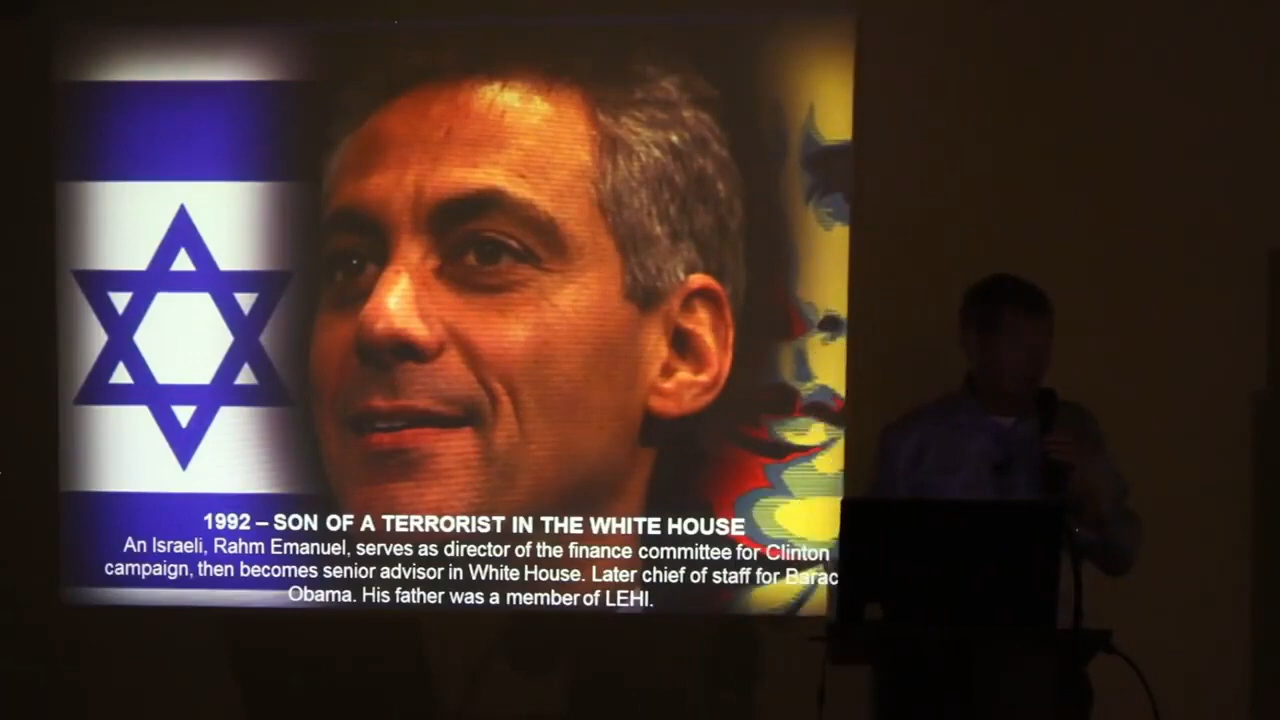 1992 – SON OF A TERRORIST IN THE WHITE HOUSE
An Israeli, Rahm Emanuel, serves as director of the finance committee for Clinton
campaign, then becomes senior advisor in White House. Later chief of staff for Barac
Obama. His father was a member of LEHI.